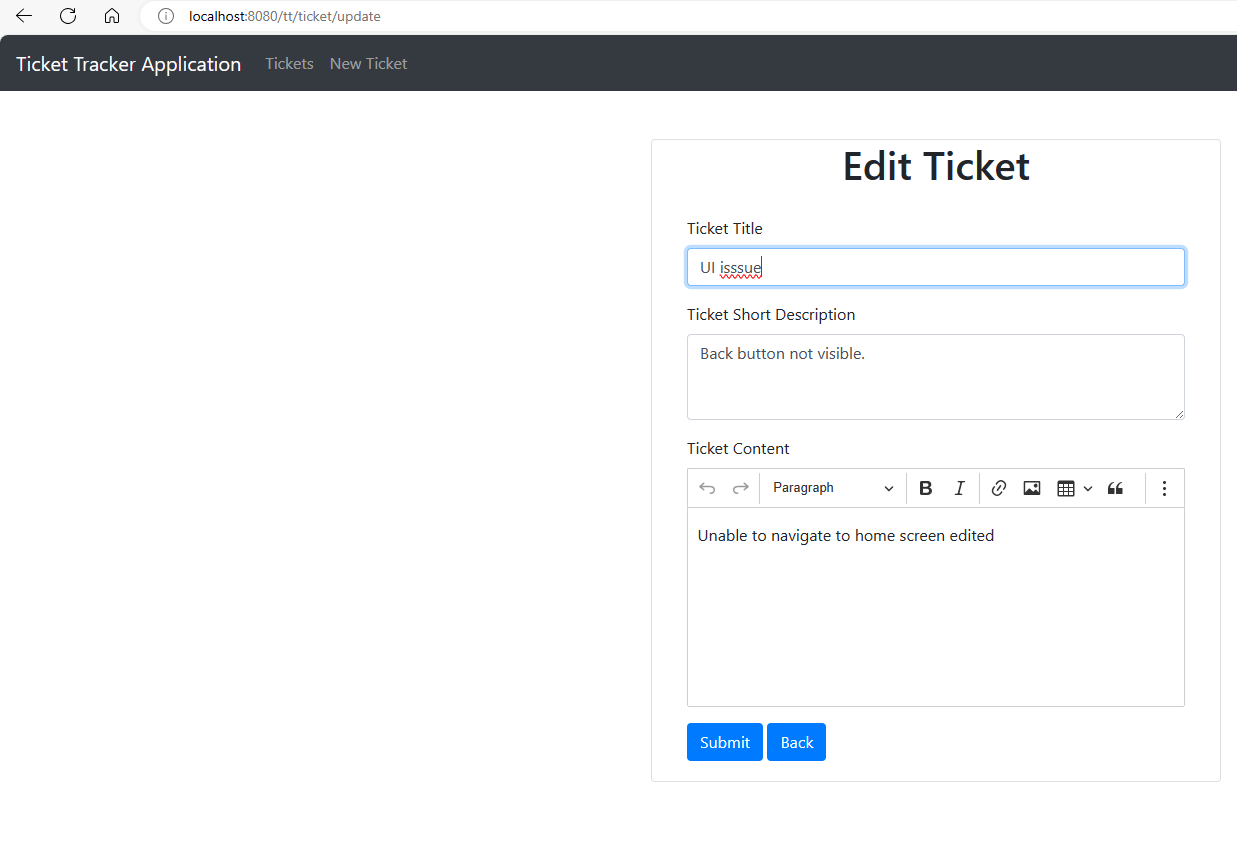 localhost:8080/tt/ticket/update
Ticket Tracker Application Tickets New Ticket
Edit Ticket
Ticket Title
UI isssue
Ticket Short Description
Back button not visible.
Ticket Content
Paragraph B I
Unable to navigate to home screen edited
Submit Back